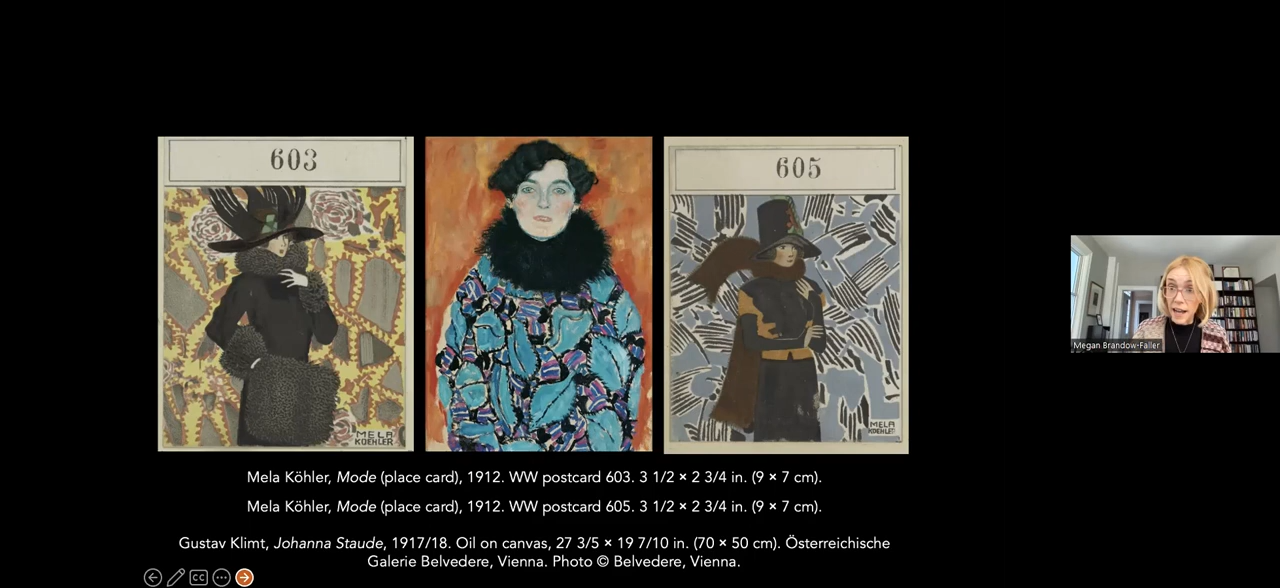 603
MELA
KOEHLER
605
MELA
KOEHLER
Mela Köhler, Mode (place card), 1912. WW postcard 603. 3 1/2 × 2 3/4 in. (9 × 7 cm).
Mela Köhler, Mode (place card), 1912. WW postcard 605. 3 1/2 × 2 3/4 in. (9 × 7 cm).
Gustav Klimt, Johanna Staude, 1917/18. Oil on canvas, 27 3/5 × 19 7/10 in. (70 × 50 cm). Österreichische
Galerie Belvedere, Vienna. Photo © Belvedere, Vienna.
CC
Megan Brandow-Faller